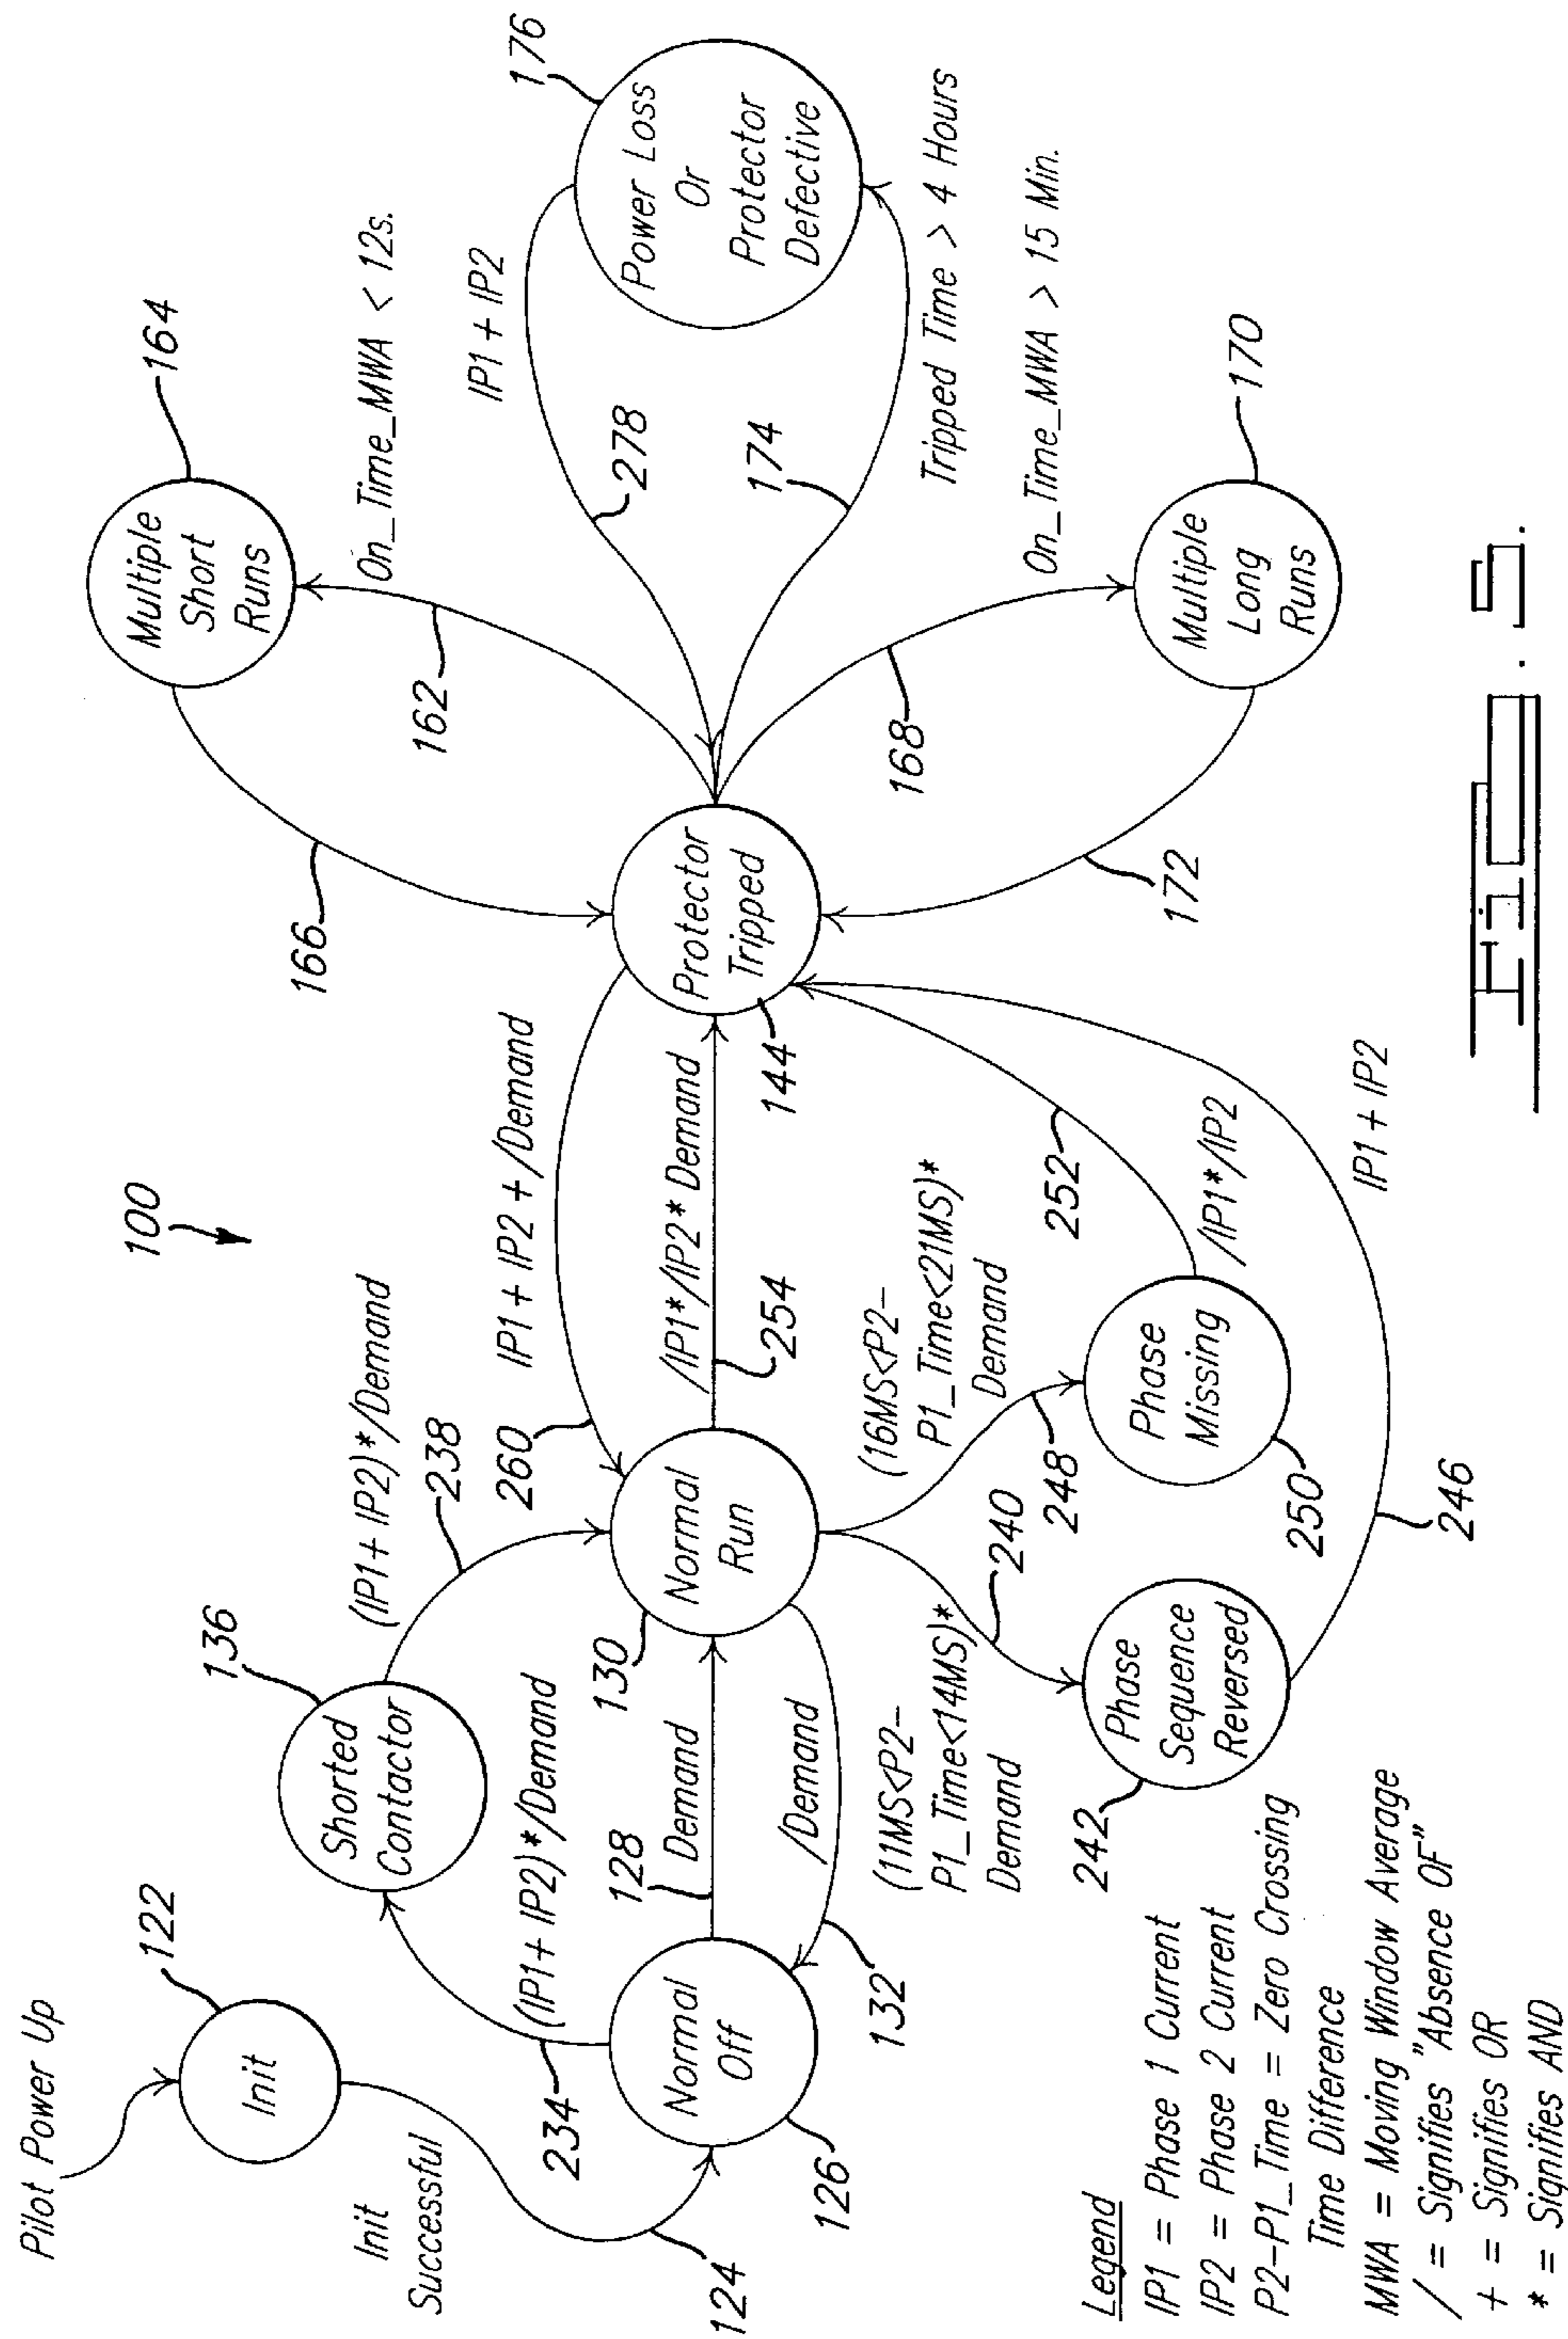 100
Pilot Power Up
122
Init
Init
Successful
124
136
Shorted
Contactor
(IP1 + IP2)*/Demand
238
(IP1 + IP2)*/Demand
234
Normal
Off
126
128
Demand
/Demand
132
130
Normal
Run
260
IP1 + IP2 + /Demand
/IP1*/IP2* Demand
254
144
Protector
Tripped
166
162
Multiple
Short
Runs
164
On_Time_MWA < 12s.
IP1 + IP2
278
174
176
Power Loss
Or
Protector
Defective
Tripped Time > 4 Hours
On_Time_MWA > 15 Min.
168
172
Multiple
Long
Runs
170
(11MS<P2-
P1_Time<14MS)*
Demand
240
(16MS<P2-
P1_Time<21MS)*
Demand
248
242
Phase
Sequence
Reversed
250
Phase
Missing
252
/IP1*/IP2
246
IP1 + IP2
Legend
IP1 = Phase 1 Current
IP2 = Phase 2 Current
P2-P1_Time = Zero Crossing
Time Difference
MWA = Moving Window Average
/ = Signifies "Absence OF"
+ = Signifies OR
* = Signifies AND
Fig. 5.